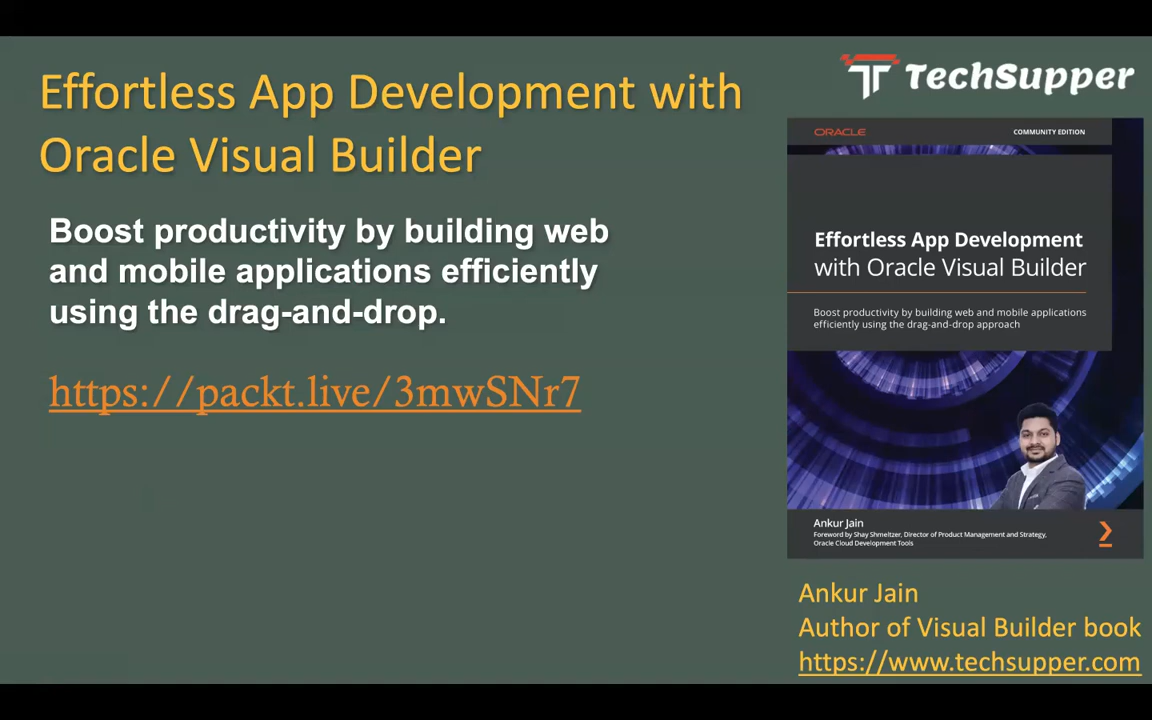 Effortless App Development with
Oracle Visual Builder
Boost productivity by building web
and mobile applications efficiently
using the drag-and-drop.
https://packt.live/3mwSNr7
TechSupper
ORACLE
COMMUNITY EDITION
Effortless App Development
with Oracle Visual Builder
Boost productivity by building web and mobile applications
efficiently using the drag-and-drop approach
Ankur Jain
Foreword by Shay Shmeltzer, Director of Product Management and Strategy,
Oracle Cloud Development Tools
Ankur Jain
Author of Visual Builder book
https://www.techsupper.com